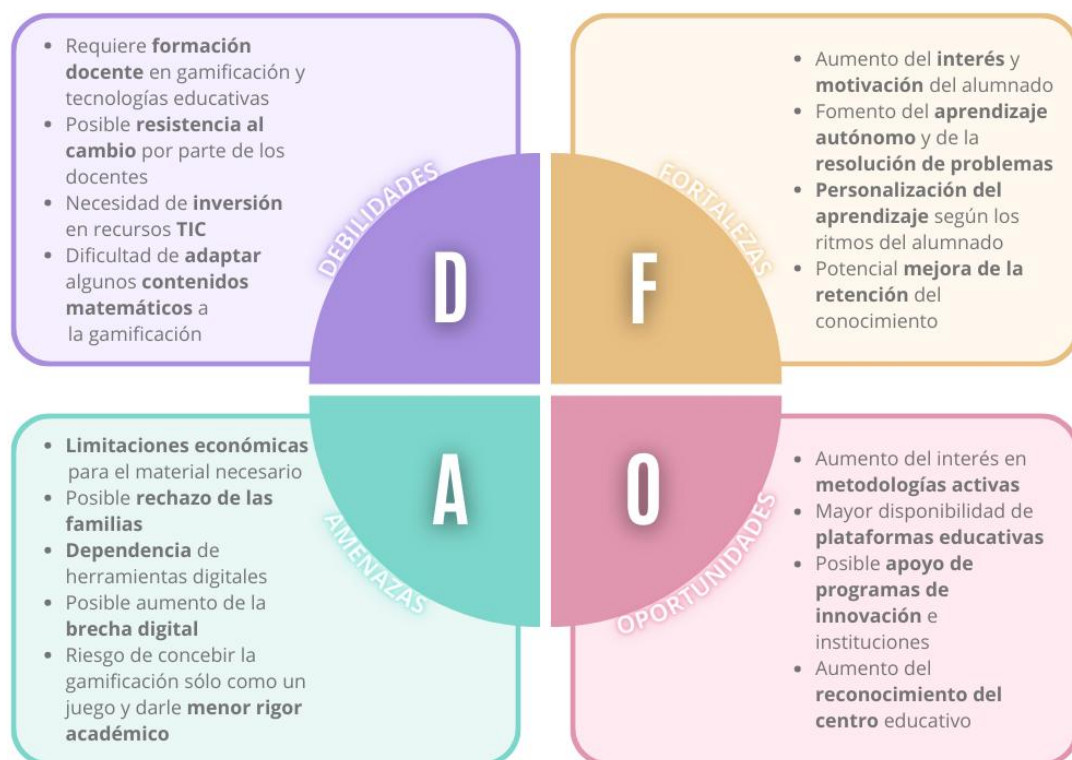 • Requiere formación
docente en gamificación y
tecnologías educativas
• Posible resistencia al
cambio por parte de los
docentes
• Necesidad de inversión
en recursos TIC
• Dificultad de adaptar
algunos contenidos
matemáticos a
la gamificación
DEBILIDADES
D
• Aumento del interés y
motivación del alumnado
• Fomento del aprendizaje
autónomo y de la
resolución de problemas
• Personalización del
aprendizaje según los
ritmos del alumnado
• Potencial mejora de la
retención del
conocimiento
FORTALEZAS
F
• Limitaciones económicas
para el material necesario
• Posible rechazo de las
familias
• Dependencia de
herramientas digitales
• Posible aumento de la
brecha digital
• Riesgo de concebir la
gamificación sólo como un
juego y darle menor rigor
académico
AMENAZAS
A
• Aumento del interés en
metodologías activas
• Mayor disponibilidad de
plataformas educativas
• Posible apoyo de
programas de
innovación e
instituciones
• Aumento del
reconocimiento del
centro educativo
OPORTUNIDADES
O